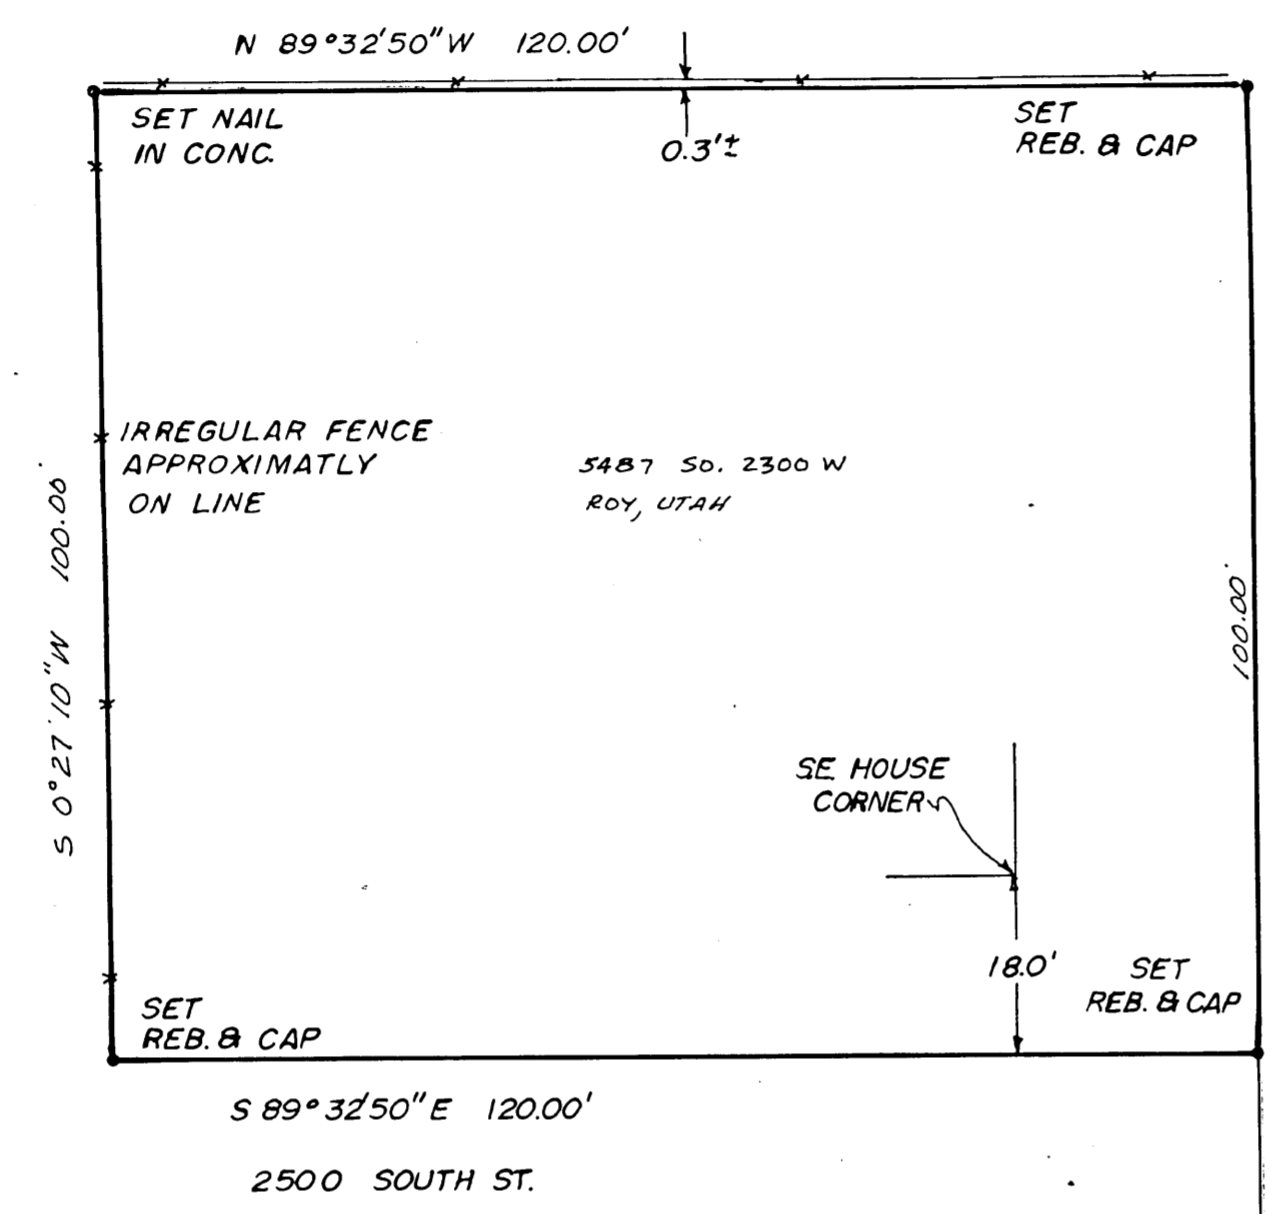 N 89°32'50"W 120.00'
SET NAIL
IN CONC.
0.3'±
SET
REB. & CAP
IRREGULAR FENCE
APPROXIMATLY
ON LINE
5487 SO. 2300 W
ROY, UTAH
S 0°27'10"W 100.00'
100.00'
S.E. HOUSE
CORNER
18.0'
SET
REB. & CAP
SET
REB. & CAP
S 89°32'50"E 120.00'
2500 SOUTH ST.